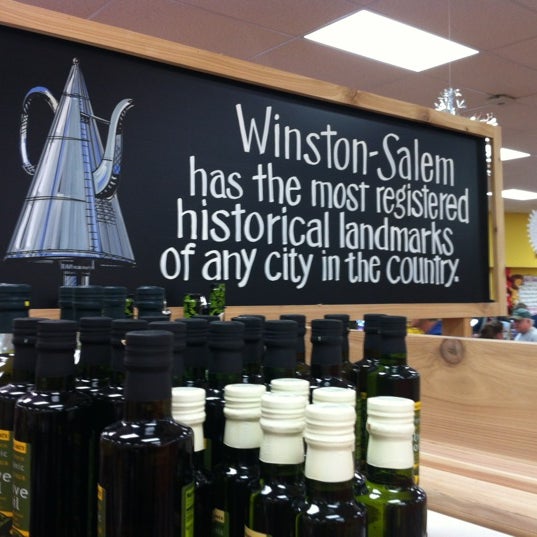 Winston-Salem
has the most registered
historical landmarks
of any city in the country.